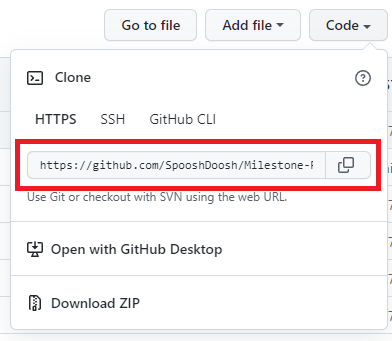 Go to file Add file Code
Clone
HTTPS SSH GitHub CLI
https://github.com/SpooshDoosh/Milestone-
Use Git or checkout with SVN using the web URL.
Open with GitHub Desktop
Download ZIP